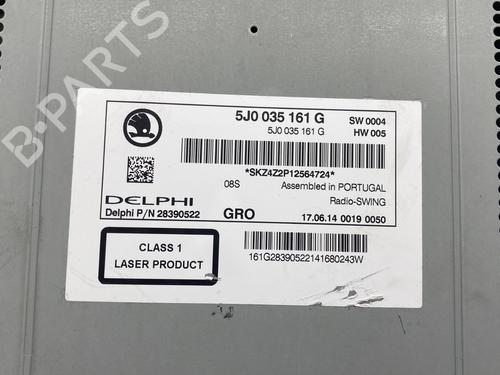 5J0 035 161 G
SW 0004
5J0 035 161 G
HW 005
*SKZ4Z2P12564724*
08S
Assembled in PORTUGAL
DELPHI
Radio-SWING
Delphi P/N 28390522
GRO
17.06.14 0019 0050
CLASS 1
LASER PRODUCT
161G28390522141680243W
B-PARTS